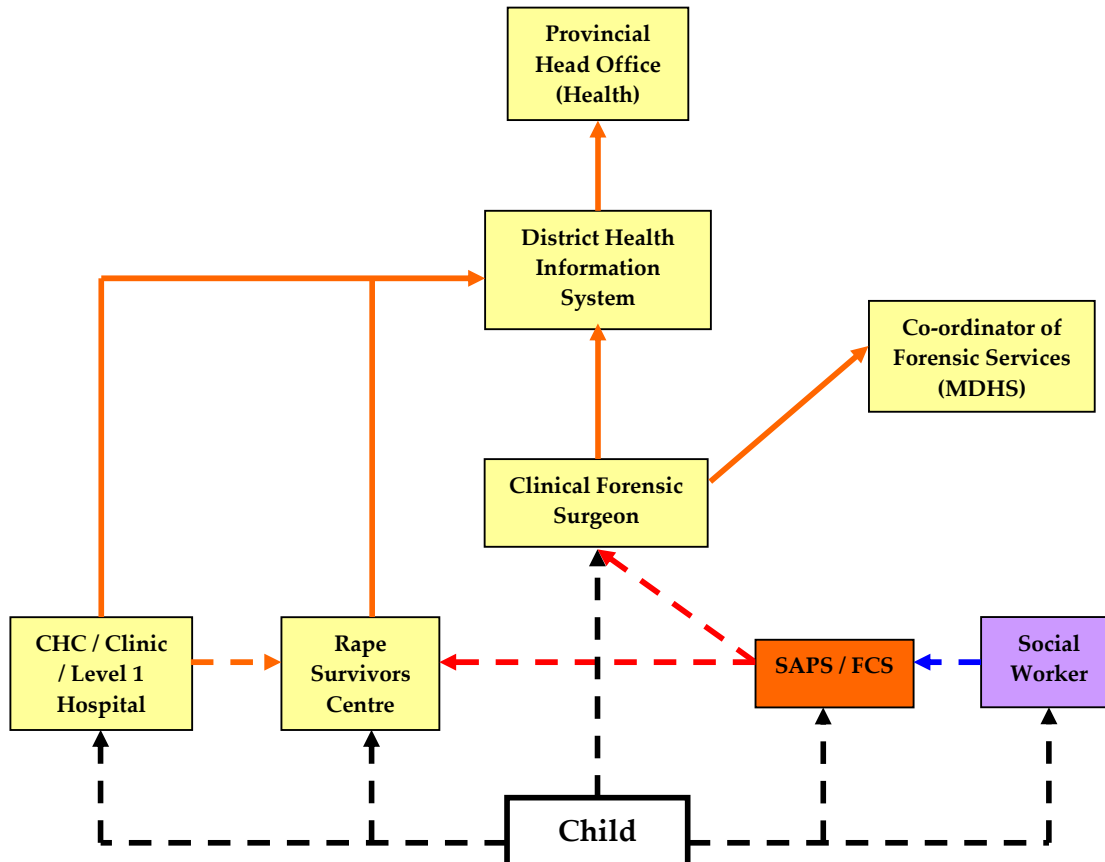 Provincial
Head Office
(Health)
District Health
Information
System
Co-ordinator of
Forensic Services
(MDHS)
Clinical Forensic
Surgeon
CHC / Clinic
/ Level 1
Hospital
Rape
Survivors
Centre
SAPS / FCS
Social
Worker
Child